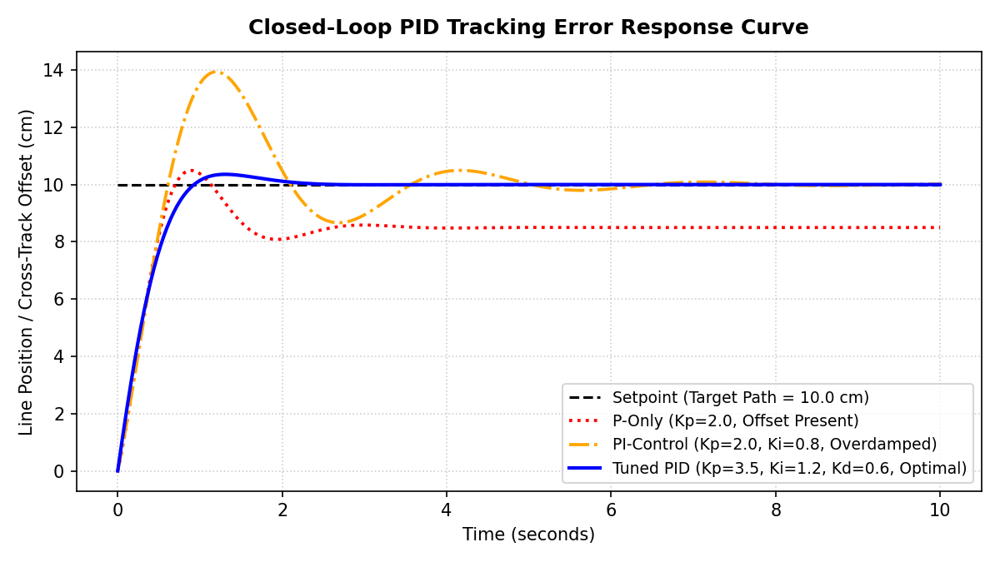 Closed-Loop PID Tracking Error Response Curve
Line Position / Cross-Track Offset (cm)
14
12
10
8
6
4
2
0
Setpoint (Target Path = 10.0 cm)
P-Only (Kp=2.0, Offset Present)
PI-Control (Kp=2.0, Ki=0.8, Overdamped)
Tuned PID (Kp=3.5, Ki=1.2, Kd=0.6, Optimal)
0 2 4 6 8 10
Time (seconds)